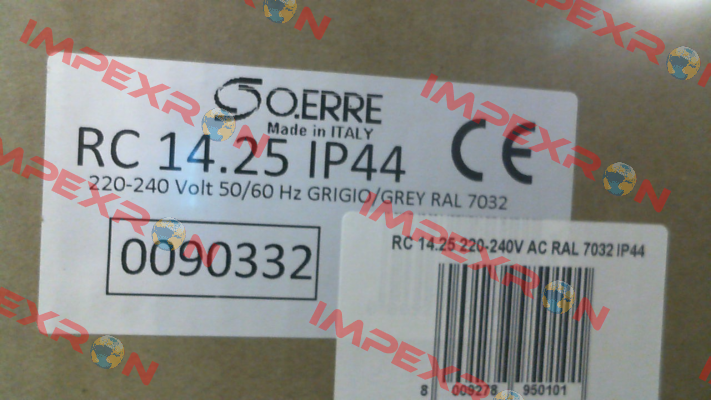 O.ERRE
Made in ITALY
RC 14.25 IP44
CE
220-240 Volt 50/60 Hz GRIGIO/GREY RAL 7032
0090332
RC 14.25 220-240V AC RAL 7032 IP44
8 009278 950101
IMPEXRON
IMPEXRON
IMPEXRON
IMPEXRON
IMPEXRON
IMPEXRON